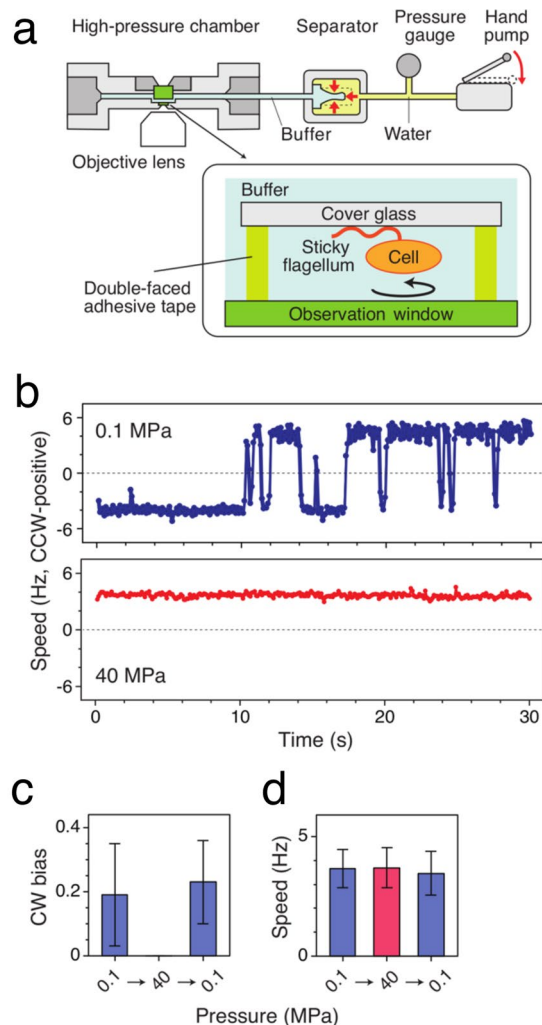 a
High-pressure chamber
Separator
Pressure
gauge
Hand
pump
Buffer
Water
Objective lens
Buffer
Cover glass
Sticky
flagellum
Cell
Double-faced
adhesive tape
Observation window
b
Speed (Hz, CCW-positive)
6
0.1 MPa
0
-6
6
0
40 MPa
-6
0
10
20
30
Time (s)
c
CW bias
0.4
0.2
0
0.1 → 40 → 0.1
d
Speed (Hz)
5
0
0.1 → 40 → 0.1
Pressure (MPa)